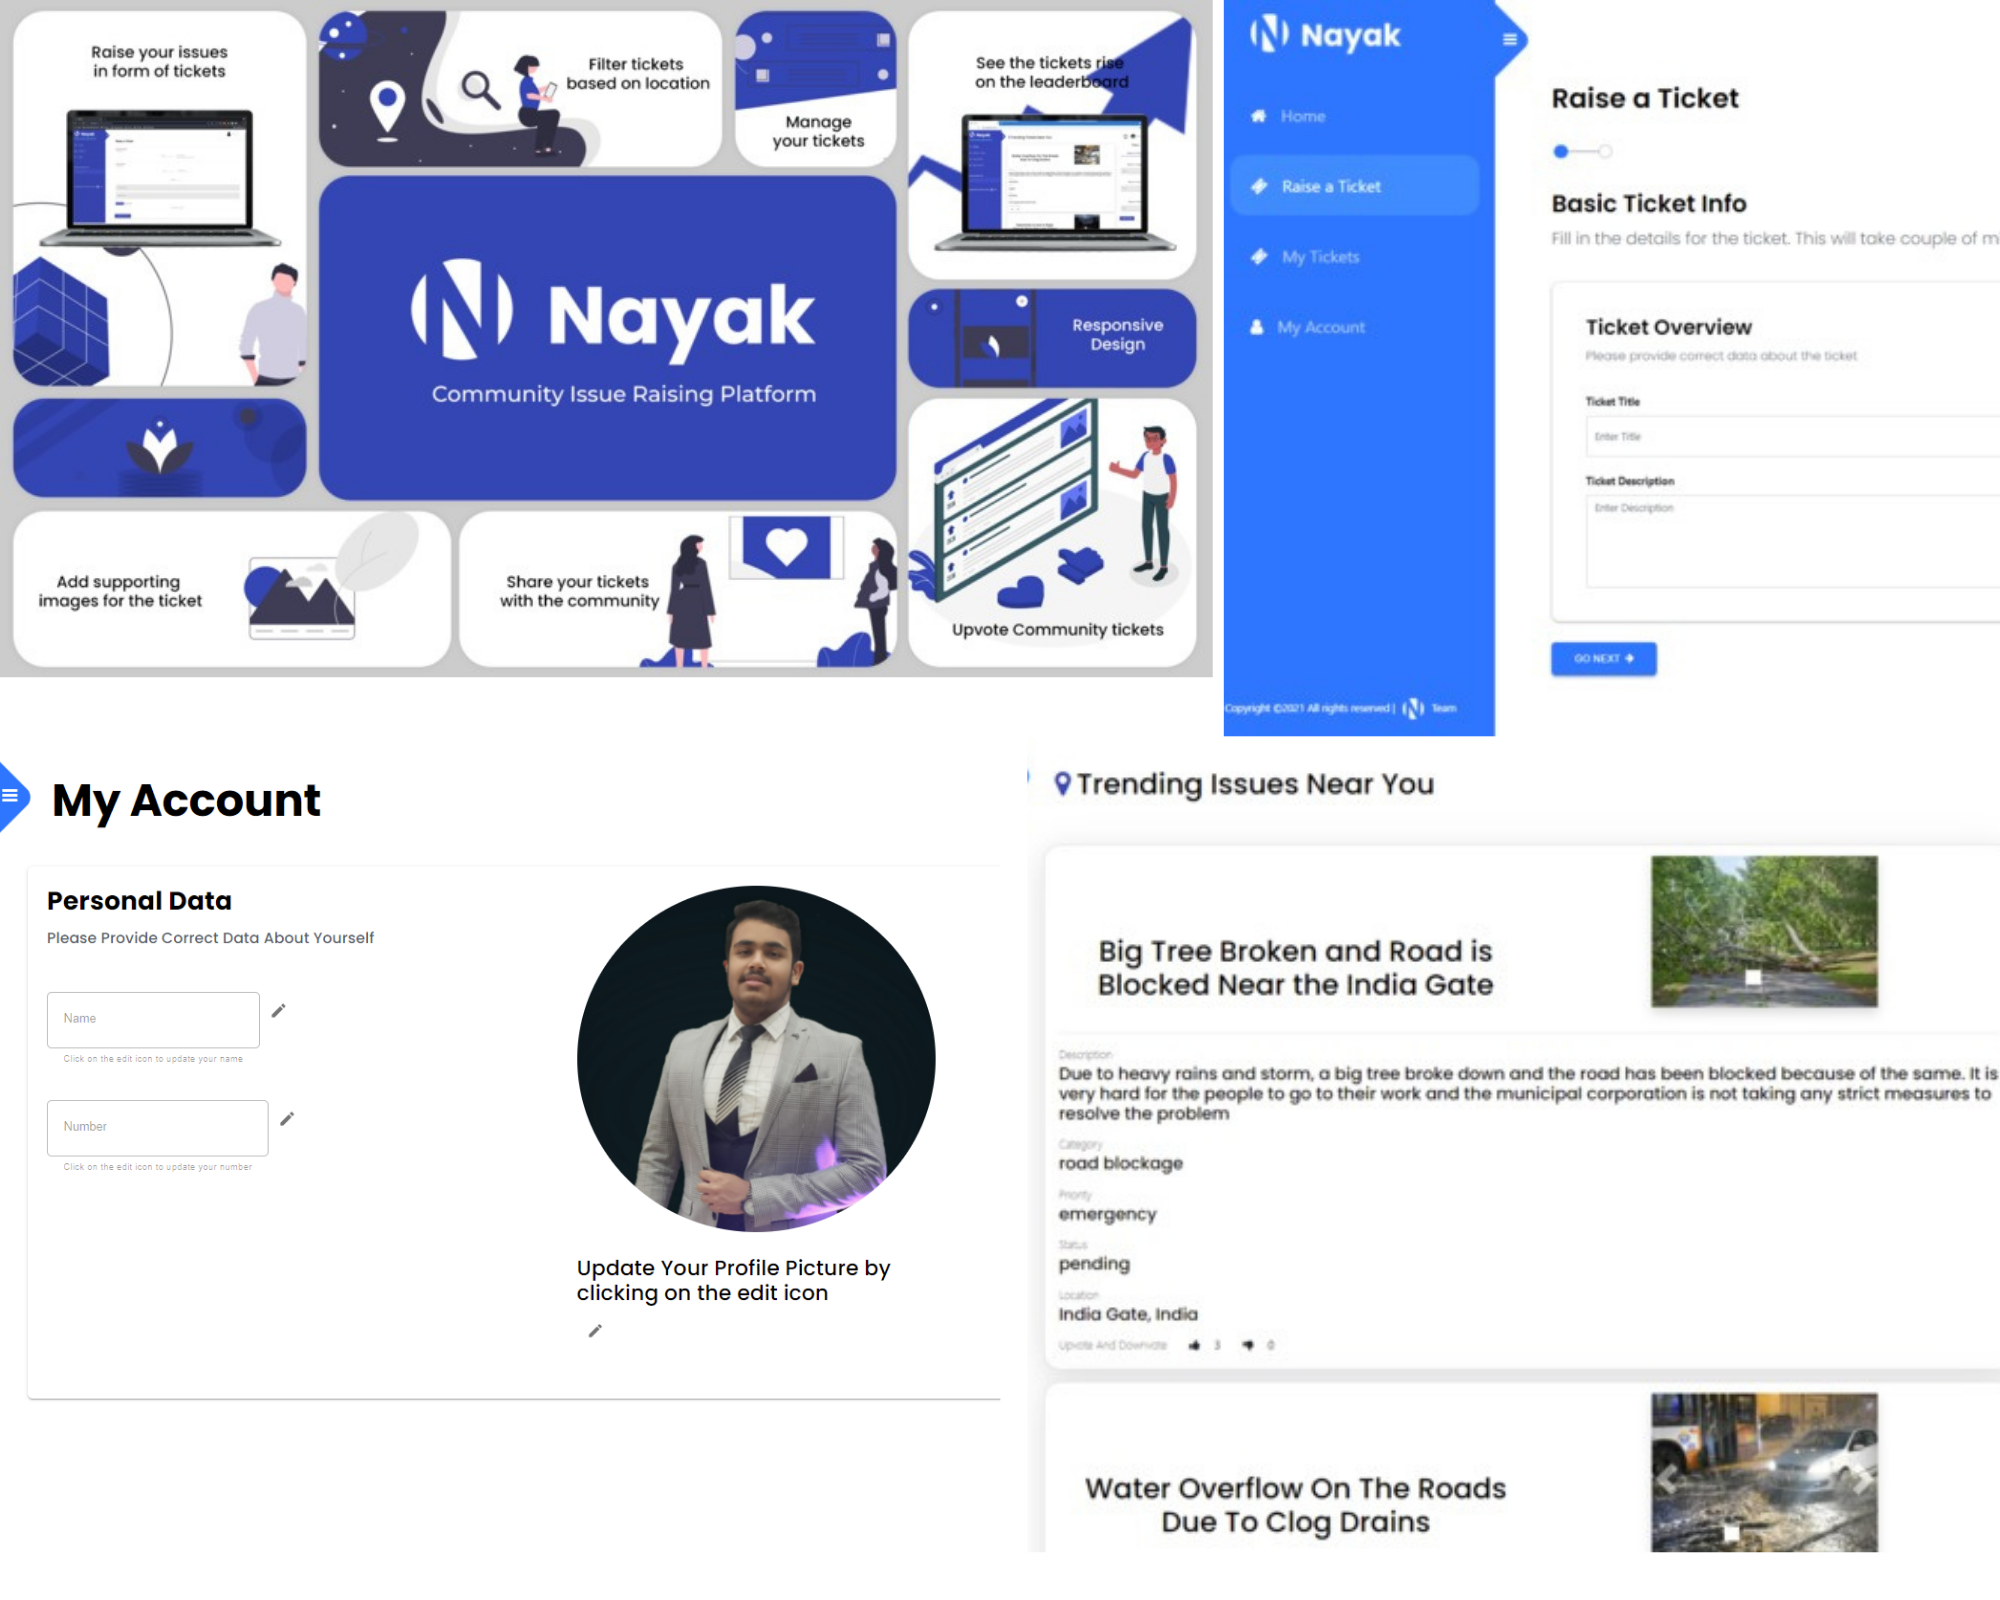 Raise your issues
in form of tickets
Filter tickets
based on location
Manage
your tickets
See the tickets rise
on the leaderboard
Nayak
Community Issue Raising Platform
Responsive
Design
Add supporting
images for the ticket
Share your tickets
with the community
Upvote Community tickets
Nayak
Home
Raise a Ticket
My Tickets
My Account
Copyright ©2021 All rights reserved | Team
Raise a Ticket
Basic Ticket Info
Fill in the details for the ticket. This will take couple of mi
Ticket Overview
Please provide correct data about the ticket
Ticket Title
Enter Title
Ticket Description
Enter Description
GO NEXT
My Account
Personal Data
Please Provide Correct Data About Yourself
Name
Click on the edit icon to update your name
Number
Click on the edit icon to update your number
Update Your Profile Picture by
clicking on the edit icon
Trending Issues Near You
Big Tree Broken and Road is
Blocked Near the India Gate
Description
Due to heavy rains and storm, a big tree broke down and the road has been blocked because of the same. It is
very hard for the people to go to their work and the municipal corporation is not taking any strict measures to
resolve the problem
Category
road blockage
Priority
emergency
Status
pending
Location
India Gate, India
Upvote And Downvote 3 0
Water Overflow On The Roads
Due To Clog Drains